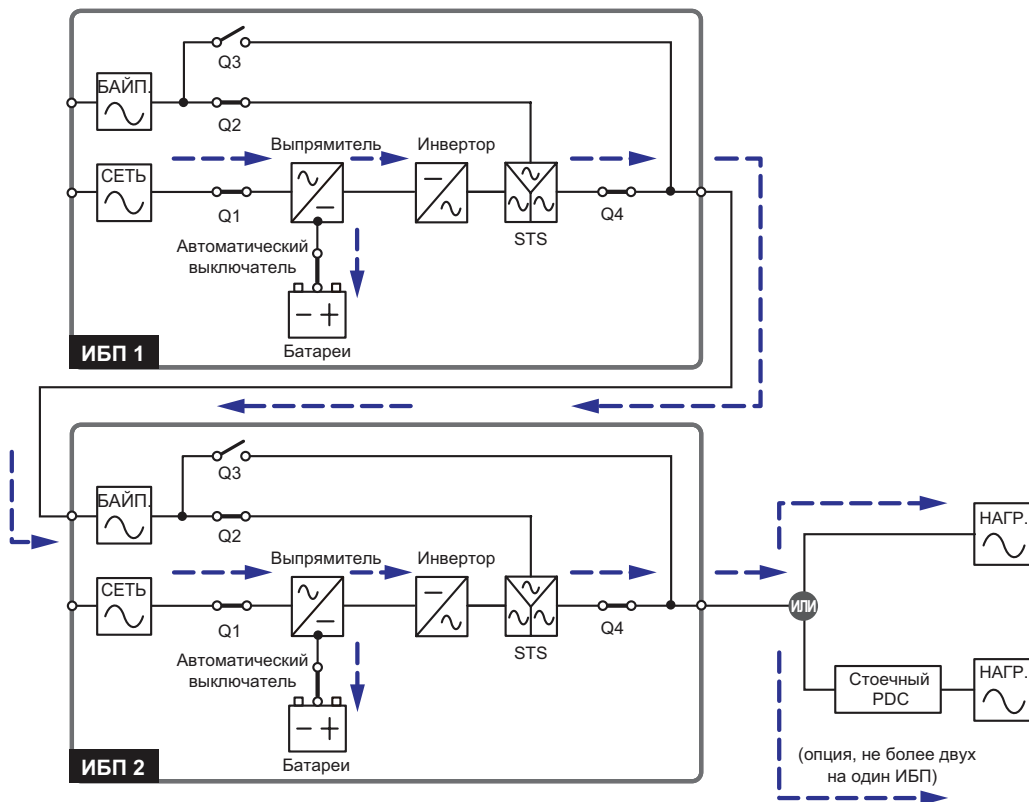 Q3
БАЙП.
Q2
Выпрямитель
Инвертор
СЕТЬ
Q1
Q4
STS
Автоматический
выключатель
Батареи
ИБП 1
Q3
БАЙП.
Q2
НАГР.
Выпрямитель
Инвертор
СЕТЬ
ИЛИ
Q1
Q4
STS
Автоматический
выключатель
Стоечный
PDC
НАГР.
Батареи
(опция, не более двух
на один ИБП)
ИБП 2